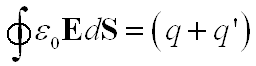 ∮ε₀𝐄d𝐒 = (q + q')